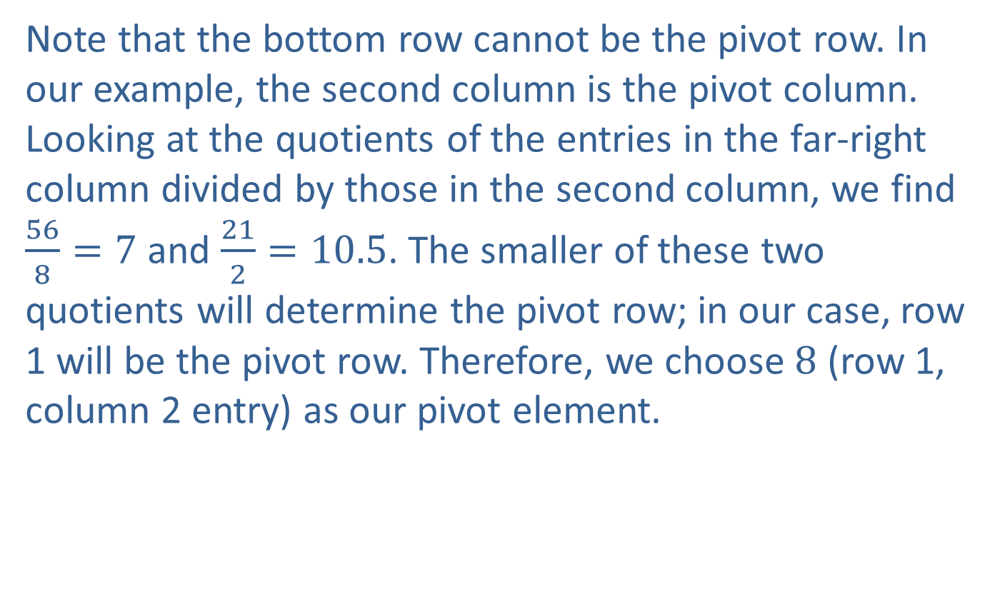 Note that the bottom row cannot be the pivot row. In
our example, the second column is the pivot column.
Looking at the quotients of the entries in the far-right
column divided by those in the second column, we find
56/8 = 7 and 21/2 = 10.5. The smaller of these two
quotients will determine the pivot row; in our case, row
1 will be the pivot row. Therefore, we choose 8 (row 1,
column 2 entry) as our pivot element.